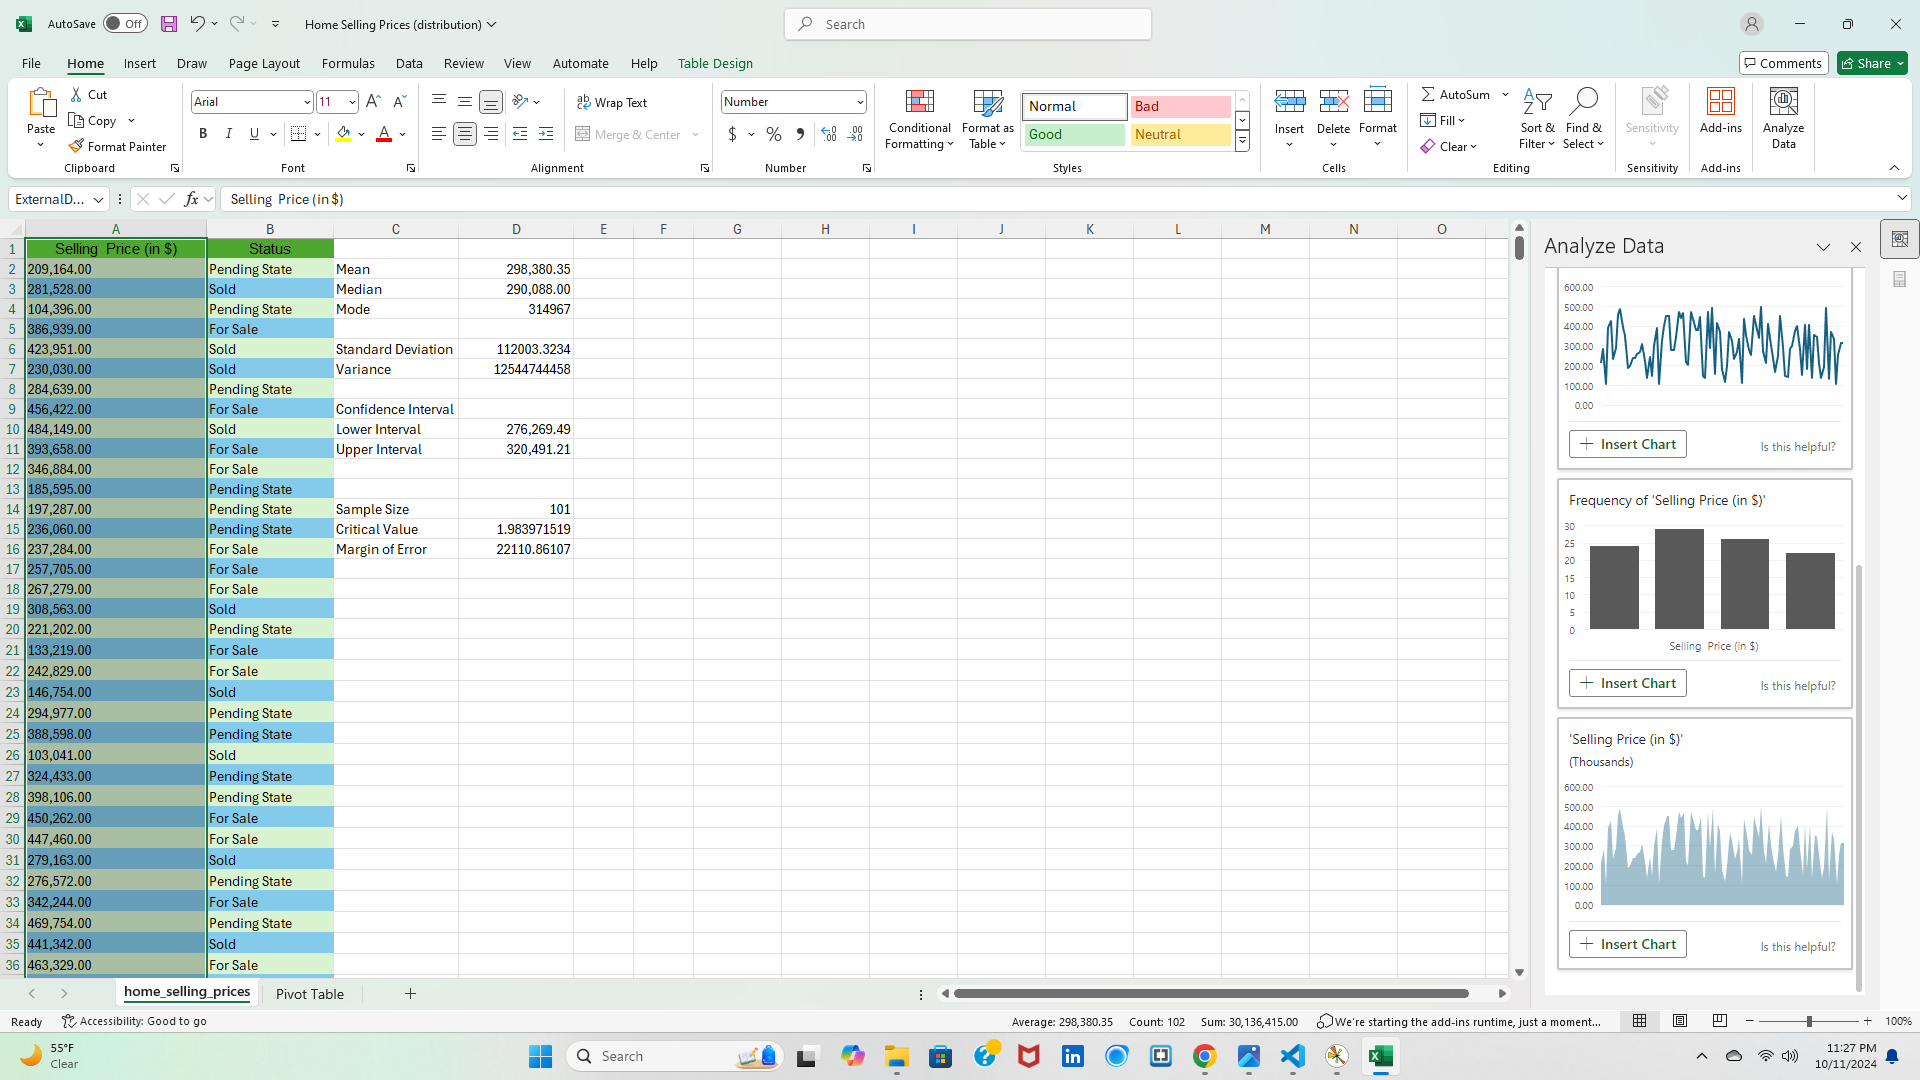 AutoSave Off Home Selling Prices (distribution) Search
File Home Insert Draw Page Layout Formulas Data Review View Automate Help Table Design Comments Share
Paste Cut Copy Format Painter Clipboard
Arial 11 B I U Font
Wrap Text Merge & Center Alignment
Number $ % Number
Conditional Formatting Format as Table Normal Bad Good Neutral Styles
Insert Delete Format Cells
AutoSum Fill Clear Sort & Filter Find & Select Editing
Sensitivity Sensitivity
Add-ins Add-ins
Analyze Data
ExternalD... fx Selling Price (in $)
A B C D E F G H I J K L M N O
1 Selling Price (in $) Status
2 209,164.00 Pending State Mean 298,380.35
3 281,528.00 Sold Median 290,088.00
4 104,396.00 Pending State Mode 314967
5 386,939.00 For Sale
6 423,951.00 Sold Standard Deviation 112003.3234
7 230,030.00 Sold Variance 12544744458
8 284,639.00 Pending State
9 456,422.00 For Sale Confidence Interval
10 484,149.00 Sold Lower Interval 276,269.49
11 393,658.00 For Sale Upper Interval 320,491.21
12 346,884.00 For Sale
13 185,595.00 Pending State
14 197,287.00 Pending State Sample Size 101
15 236,060.00 Pending State Critical Value 1.983971519
16 237,284.00 For Sale Margin of Error 22110.86107
17 257,705.00 For Sale
18 267,279.00 For Sale
19 308,563.00 Sold
20 221,202.00 Pending State
21 133,219.00 For Sale
22 242,829.00 For Sale
23 146,754.00 Sold
24 294,977.00 Pending State
25 388,598.00 Pending State
26 103,041.00 Sold
27 324,433.00 Pending State
28 398,106.00 Pending State
29 450,262.00 For Sale
30 447,460.00 For Sale
31 279,163.00 Sold
32 276,572.00 Pending State
33 342,244.00 For Sale
34 469,754.00 Pending State
35 441,342.00 Sold
36 463,329.00 For Sale
Analyze Data
600.00
500.00
400.00
300.00
200.00
100.00
0.00
Insert Chart Is this helpful?
Frequency of 'Selling Price (in $)'
30
25
20
15
10
5
0
Selling Price (in $)
Insert Chart Is this helpful?
'Selling Price (in $)'
(Thousands)
600.00
500.00
400.00
300.00
200.00
100.00
0.00
Insert Chart Is this helpful?
home_selling_prices Pivot Table
Ready Accessibility: Good to go Average: 298,380.35 Count: 102 Sum: 30,136,415.00 We're starting the add-ins runtime, just a moment... 100%
55°F
Clear
Search
11:27 PM
10/11/2024